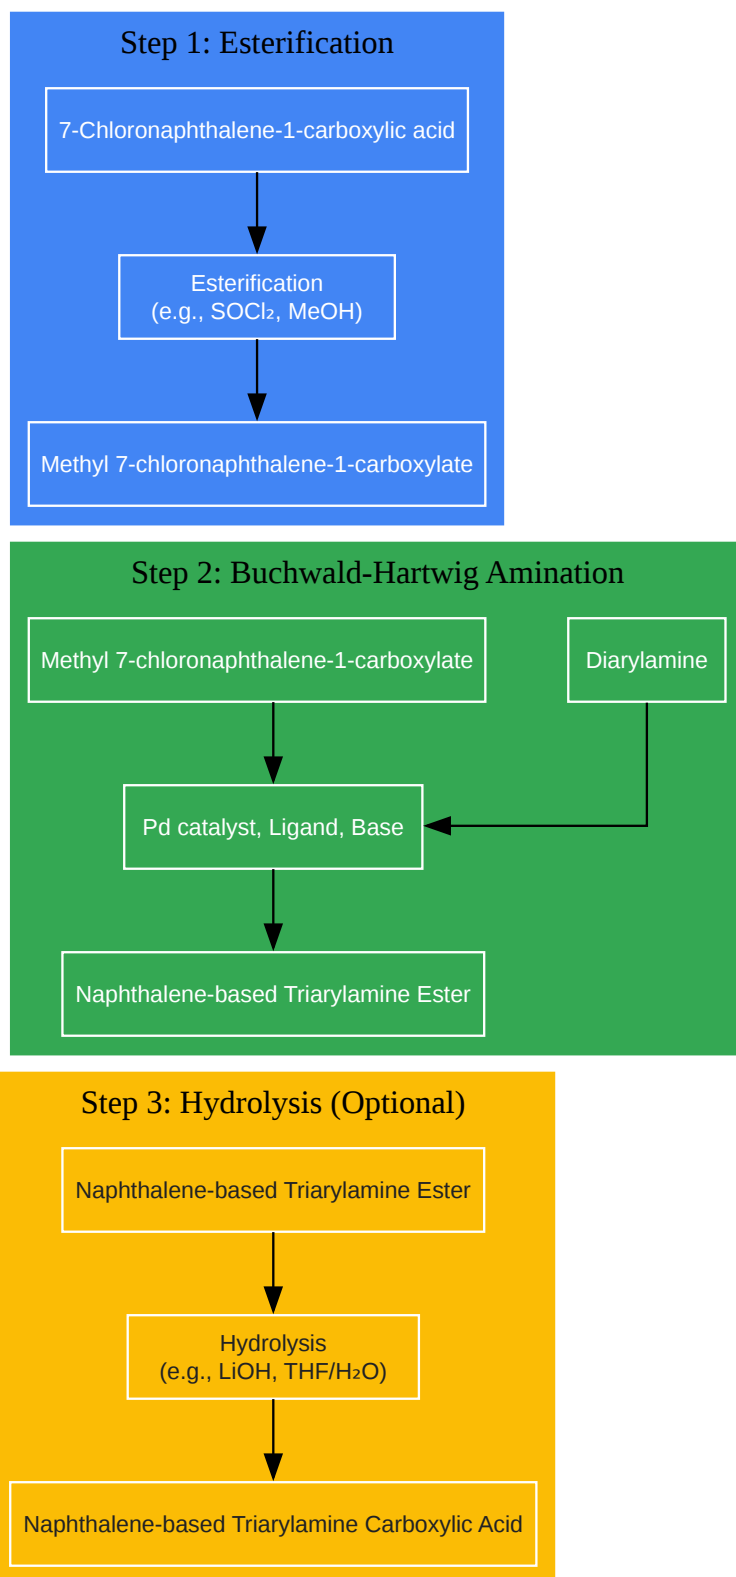 Step 1: Esterification
7-Chloronaphthalene-1-carboxylic acid
Esterification
(e.g., SOCl₂, MeOH)
Methyl 7-chloronaphthalene-1-carboxylate
Step 2: Buchwald-Hartwig Amination
Methyl 7-chloronaphthalene-1-carboxylate
Diarylamine
Pd catalyst, Ligand, Base
Naphthalene-based Triarylamine Ester
Step 3: Hydrolysis (Optional)
Naphthalene-based Triarylamine Ester
Hydrolysis
(e.g., LiOH, THF/H₂O)
Naphthalene-based Triarylamine Carboxylic Acid